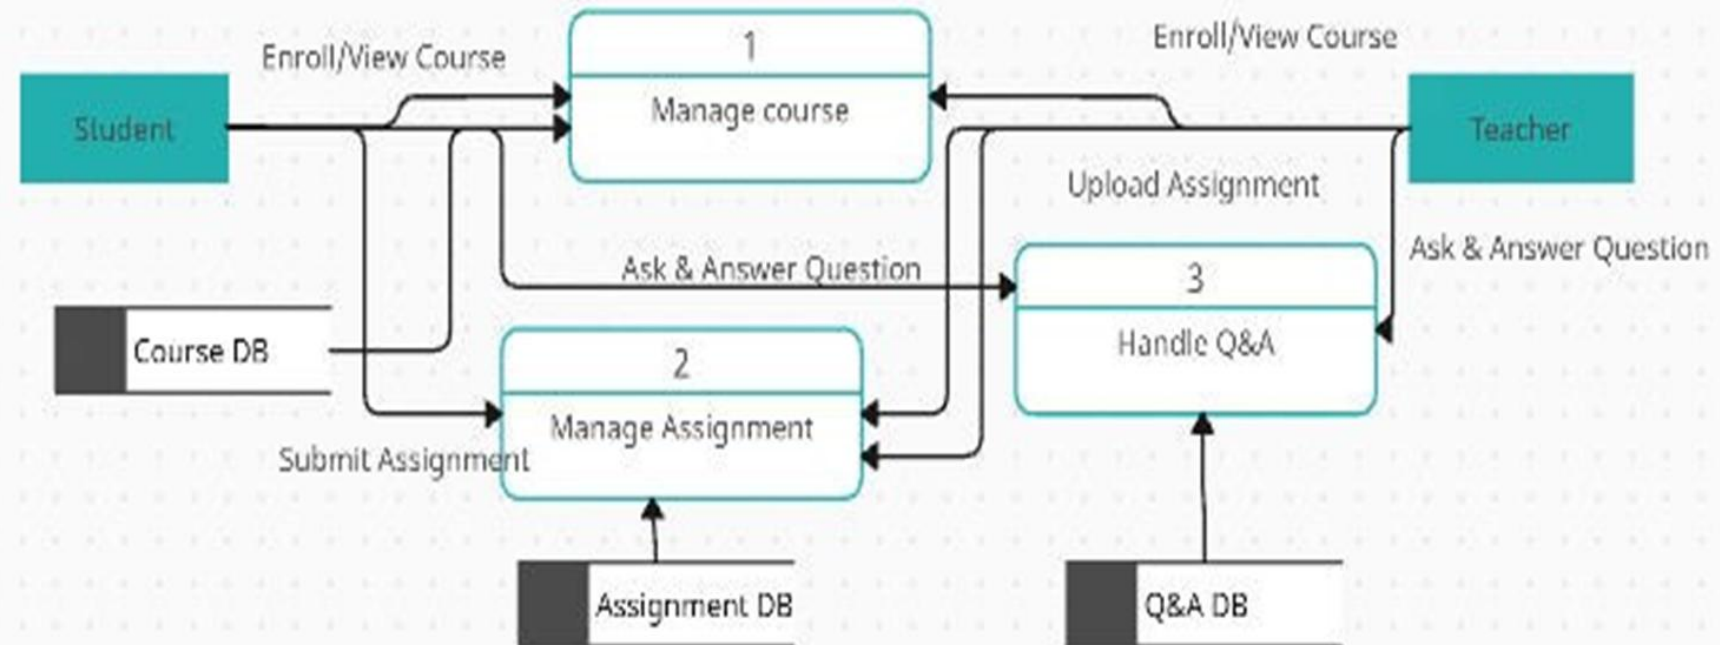 Enroll/View Course
1
Enroll/View Course
Student
Manage course
Teacher
Upload Assignment
Ask & Answer Question
Ask & Answer Question
3
Handle Q&A
Course DB
2
Manage Assignment
Submit Assignment
Assignment DB
Q&A DB